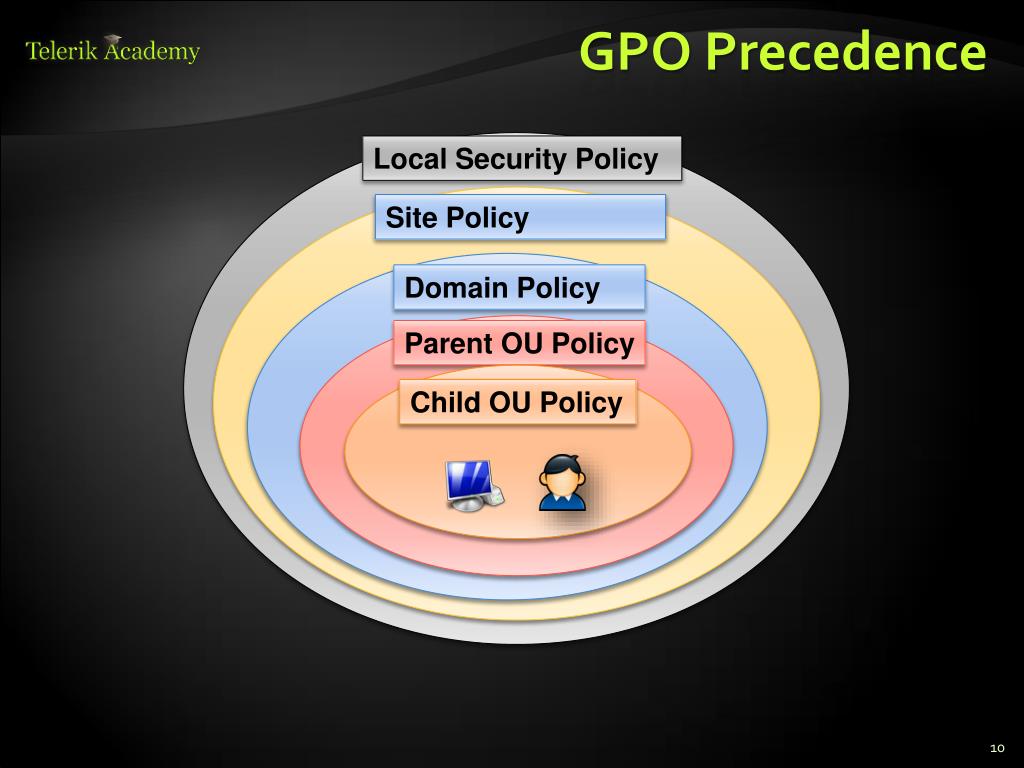 Telerik Academy
GPO Precedence
Local Security Policy
Site Policy
Domain Policy
Parent OU Policy
Child OU Policy
10